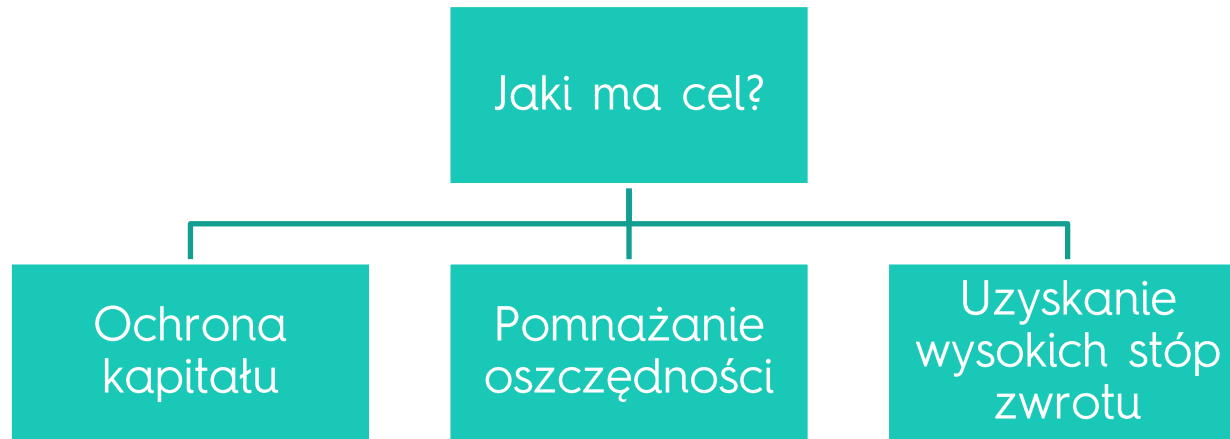 Jaki ma cel?
Ochrona
kapitału
Pomnażanie
oszczędności
Uzyskanie
wysokich stóp
zwrotu